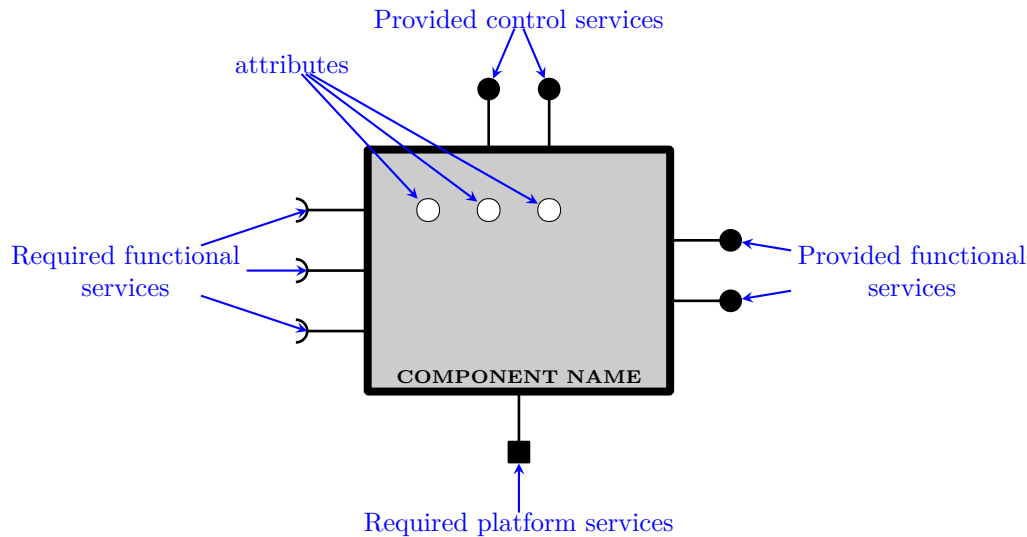 Provided control services
attributes
Required functional
services
Provided functional
services
COMPONENT NAME
Required platform services